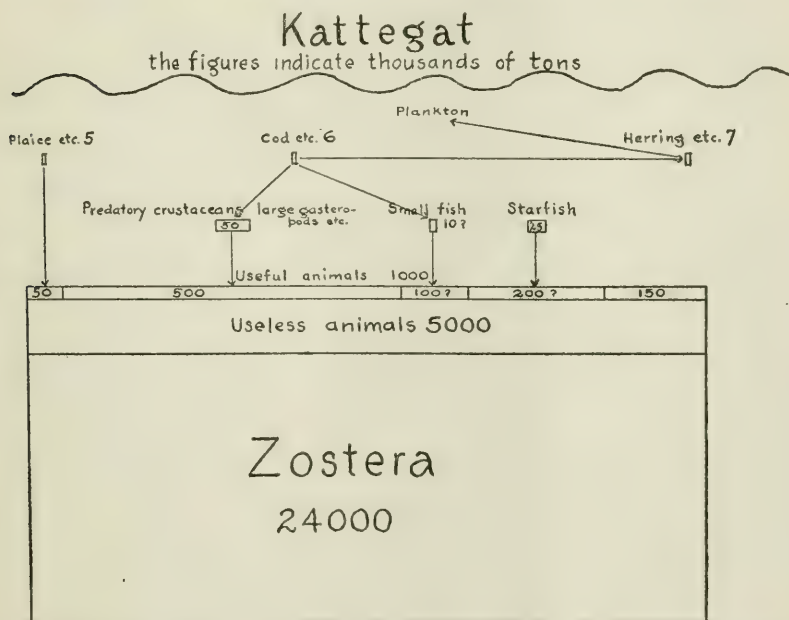 Kattegat
the figures indicate thousands of tons
Plankton
Plaice etc. 5
Cod etc. 6
Herring etc. 7
Predatory crustaceans large gastero-
pods etc.
Small fish
Starfish
50
10?
25
Useful animals 1000
50
500
100?
200?
150
Useless animals 5000
Zostera
24000